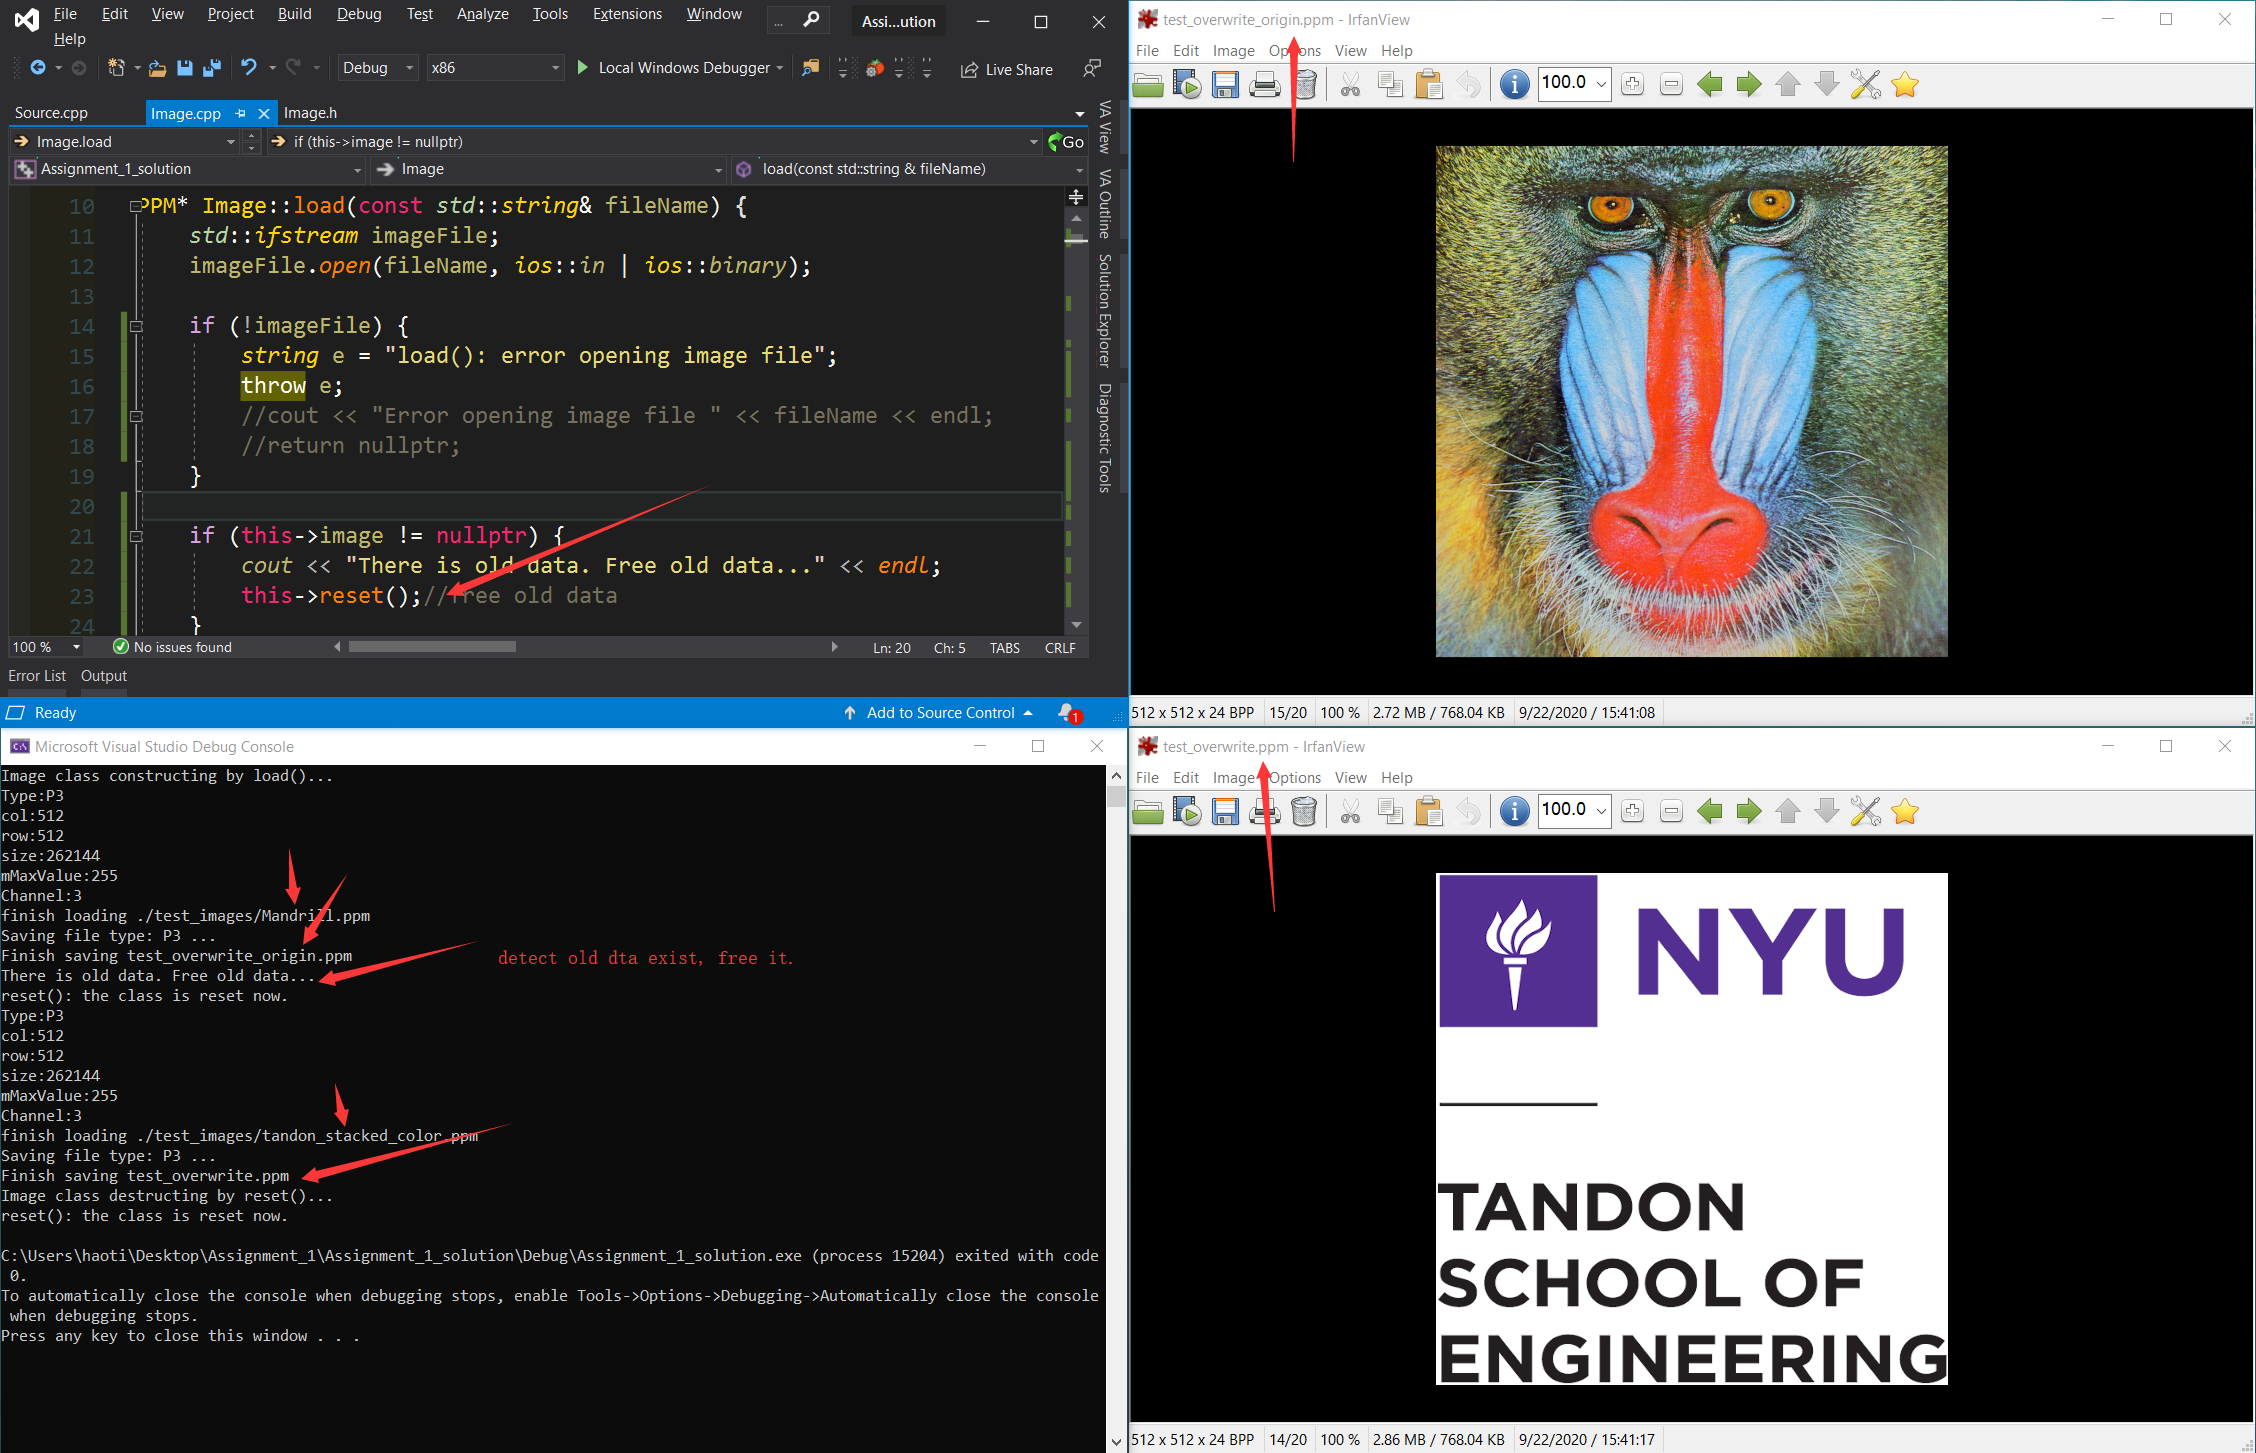 File Edit View Project Build Debug Test Analyze Tools Extensions Window
Help
... Assi...ution
Debug x86 Local Windows Debugger Live Share
Source.cpp Image.cpp Image.h
Image.load if (this->image != nullptr) Go
Assignment_1_solution Image load(const std::string & fileName)
10 PPM* Image::load(const std::string& fileName) {
11 std::ifstream imageFile;
12 imageFile.open(fileName, ios::in | ios::binary);
13
14 if (!imageFile) {
15 string e = "load(): error opening image file";
16 throw e;
17 //cout << "Error opening image file " << fileName << endl;
18 //return nullptr;
19 }
20
21 if (this->image != nullptr) {
22 cout << "There is old data. Free old data..." << endl;
23 this->reset();//free old data
24 }
VA View
VA Outline
Solution Explorer
Diagnostic Tools
100 % No issues found Ln: 20 Ch: 5 TABS CRLF
Error List Output
Ready Add to Source Control 1
Microsoft Visual Studio Debug Console
Image class constructing by load()...
Type:P3
col:512
row:512
size:262144
mMaxValue:255
Channel:3
finish loading ./test_images/Mandrill.ppm
Saving file type: P3 ...
Finish saving test_overwrite_origin.ppm
There is old data. Free old data...
detect old dta exist, free it.
reset(): the class is reset now.
Type:P3
col:512
row:512
size:262144
mMaxValue:255
Channel:3
finish loading ./test_images/tandon_stacked_color.ppm
Saving file type: P3 ...
Finish saving test_overwrite.ppm
Image class destructing by reset()...
reset(): the class is reset now.
C:\Users\haoti\Desktop\Assignment_1\Assignment_1_solution\Debug\Assignment_1_solution.exe (process 15204) exited with code
0.
To automatically close the console when debugging stops, enable Tools->Options->Debugging->Automatically close the console
when debugging stops.
Press any key to close this window . . .
test_overwrite_origin.ppm - IrfanView
File Edit Image Options View Help
100.0
512 x 512 x 24 BPP 15/20 100 % 2.72 MB / 768.04 KB 9/22/2020 / 15:41:08
test_overwrite.ppm - IrfanView
File Edit Image Options View Help
100.0
NYU
TANDON
SCHOOL OF
ENGINEERING
512 x 512 x 24 BPP 14/20 100 % 2.86 MB / 768.04 KB 9/22/2020 / 15:41:17